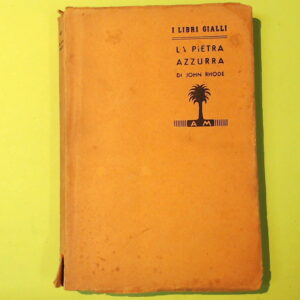 I LIBRI GIALLI
LA PIETRA
AZZURRA
DI JOHN RHODE
A M